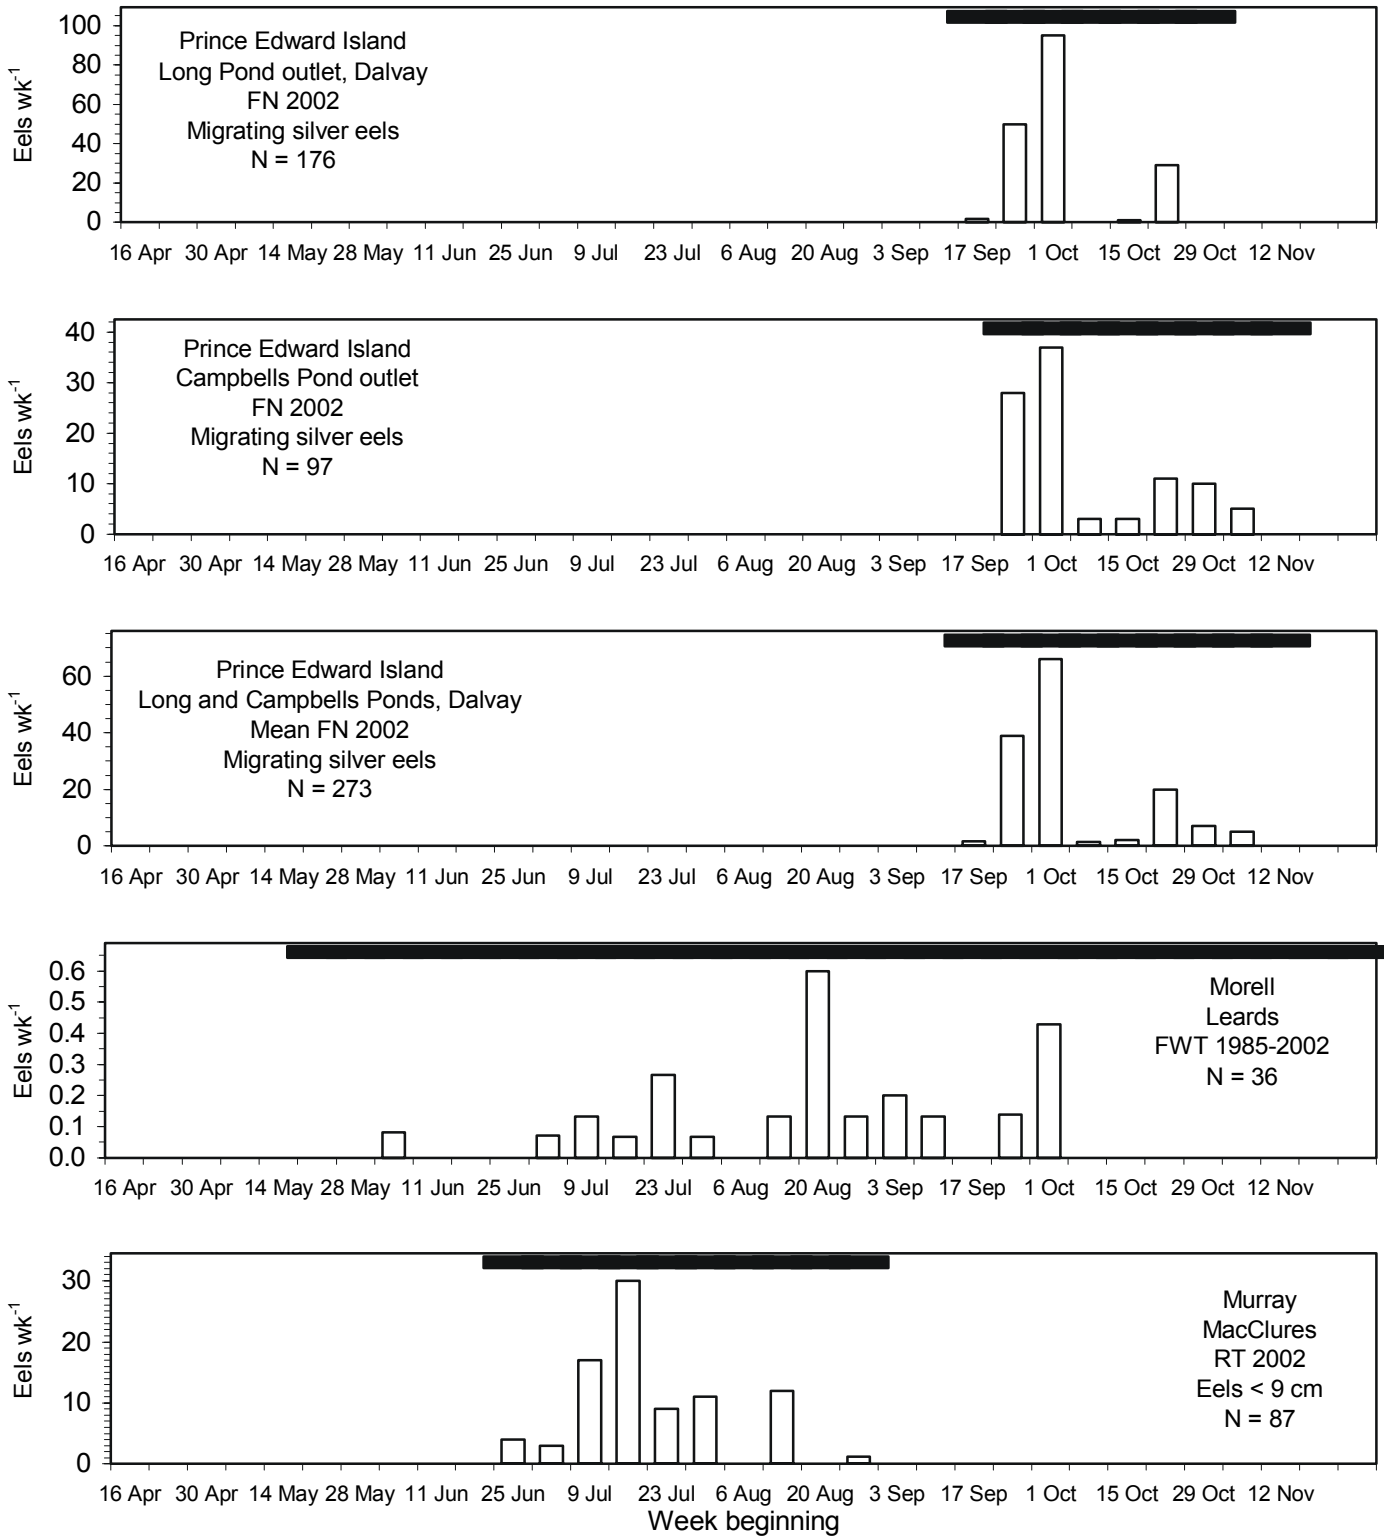 Eels wk⁻¹
100
80
60
40
20
0
Prince Edward Island
Long Pond outlet, Dalvay
FN 2002
Migrating silver eels
N = 176
16 Apr 30 Apr 14 May 28 May 11 Jun 25 Jun 9 Jul 23 Jul 6 Aug 20 Aug 3 Sep 17 Sep 1 Oct 15 Oct 29 Oct 12 Nov
Eels wk⁻¹
40
30
20
10
0
Prince Edward Island
Campbells Pond outlet
FN 2002
Migrating silver eels
N = 97
16 Apr 30 Apr 14 May 28 May 11 Jun 25 Jun 9 Jul 23 Jul 6 Aug 20 Aug 3 Sep 17 Sep 1 Oct 15 Oct 29 Oct 12 Nov
Eels wk⁻¹
60
40
20
0
Prince Edward Island
Long and Campbells Ponds, Dalvay
Mean FN 2002
Migrating silver eels
N = 273
16 Apr 30 Apr 14 May 28 May 11 Jun 25 Jun 9 Jul 23 Jul 6 Aug 20 Aug 3 Sep 17 Sep 1 Oct 15 Oct 29 Oct 12 Nov
Eels wk⁻¹
0.6
0.5
0.4
0.3
0.2
0.1
0.0
Morell
Leards
FWT 1985-2002
N = 36
16 Apr 30 Apr 14 May 28 May 11 Jun 25 Jun 9 Jul 23 Jul 6 Aug 20 Aug 3 Sep 17 Sep 1 Oct 15 Oct 29 Oct 12 Nov
Eels wk⁻¹
30
20
10
0
Murray
MacClures
RT 2002
Eels < 9 cm
N = 87
16 Apr 30 Apr 14 May 28 May 11 Jun 25 Jun 9 Jul 23 Jul 6 Aug 20 Aug 3 Sep 17 Sep 1 Oct 15 Oct 29 Oct 12 Nov
Week beginning